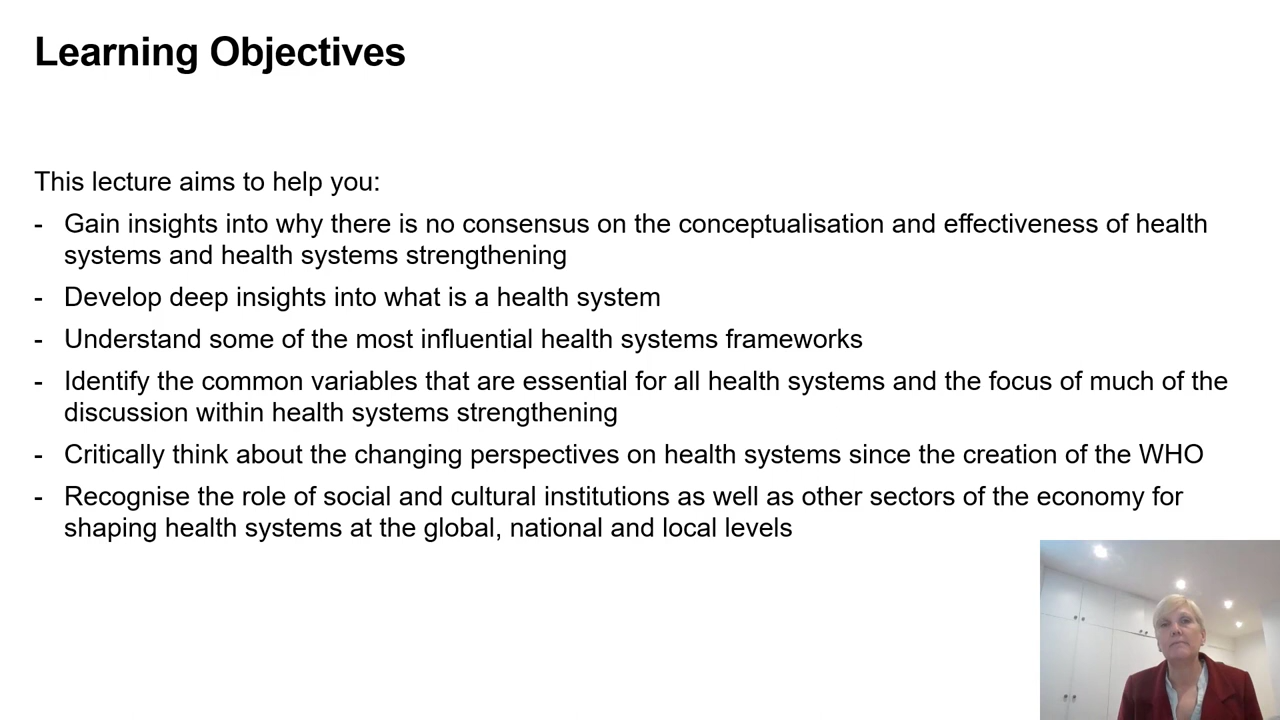 Learning Objectives
This lecture aims to help you:
- Gain insights into why there is no consensus on the conceptualisation and effectiveness of health
systems and health systems strengthening
- Develop deep insights into what is a health system
- Understand some of the most influential health systems frameworks
- Identify the common variables that are essential for all health systems and the focus of much of the
discussion within health systems strengthening
- Critically think about the changing perspectives on health systems since the creation of the WHO
- Recognise the role of social and cultural institutions as well as other sectors of the economy for
shaping health systems at the global, national and local levels